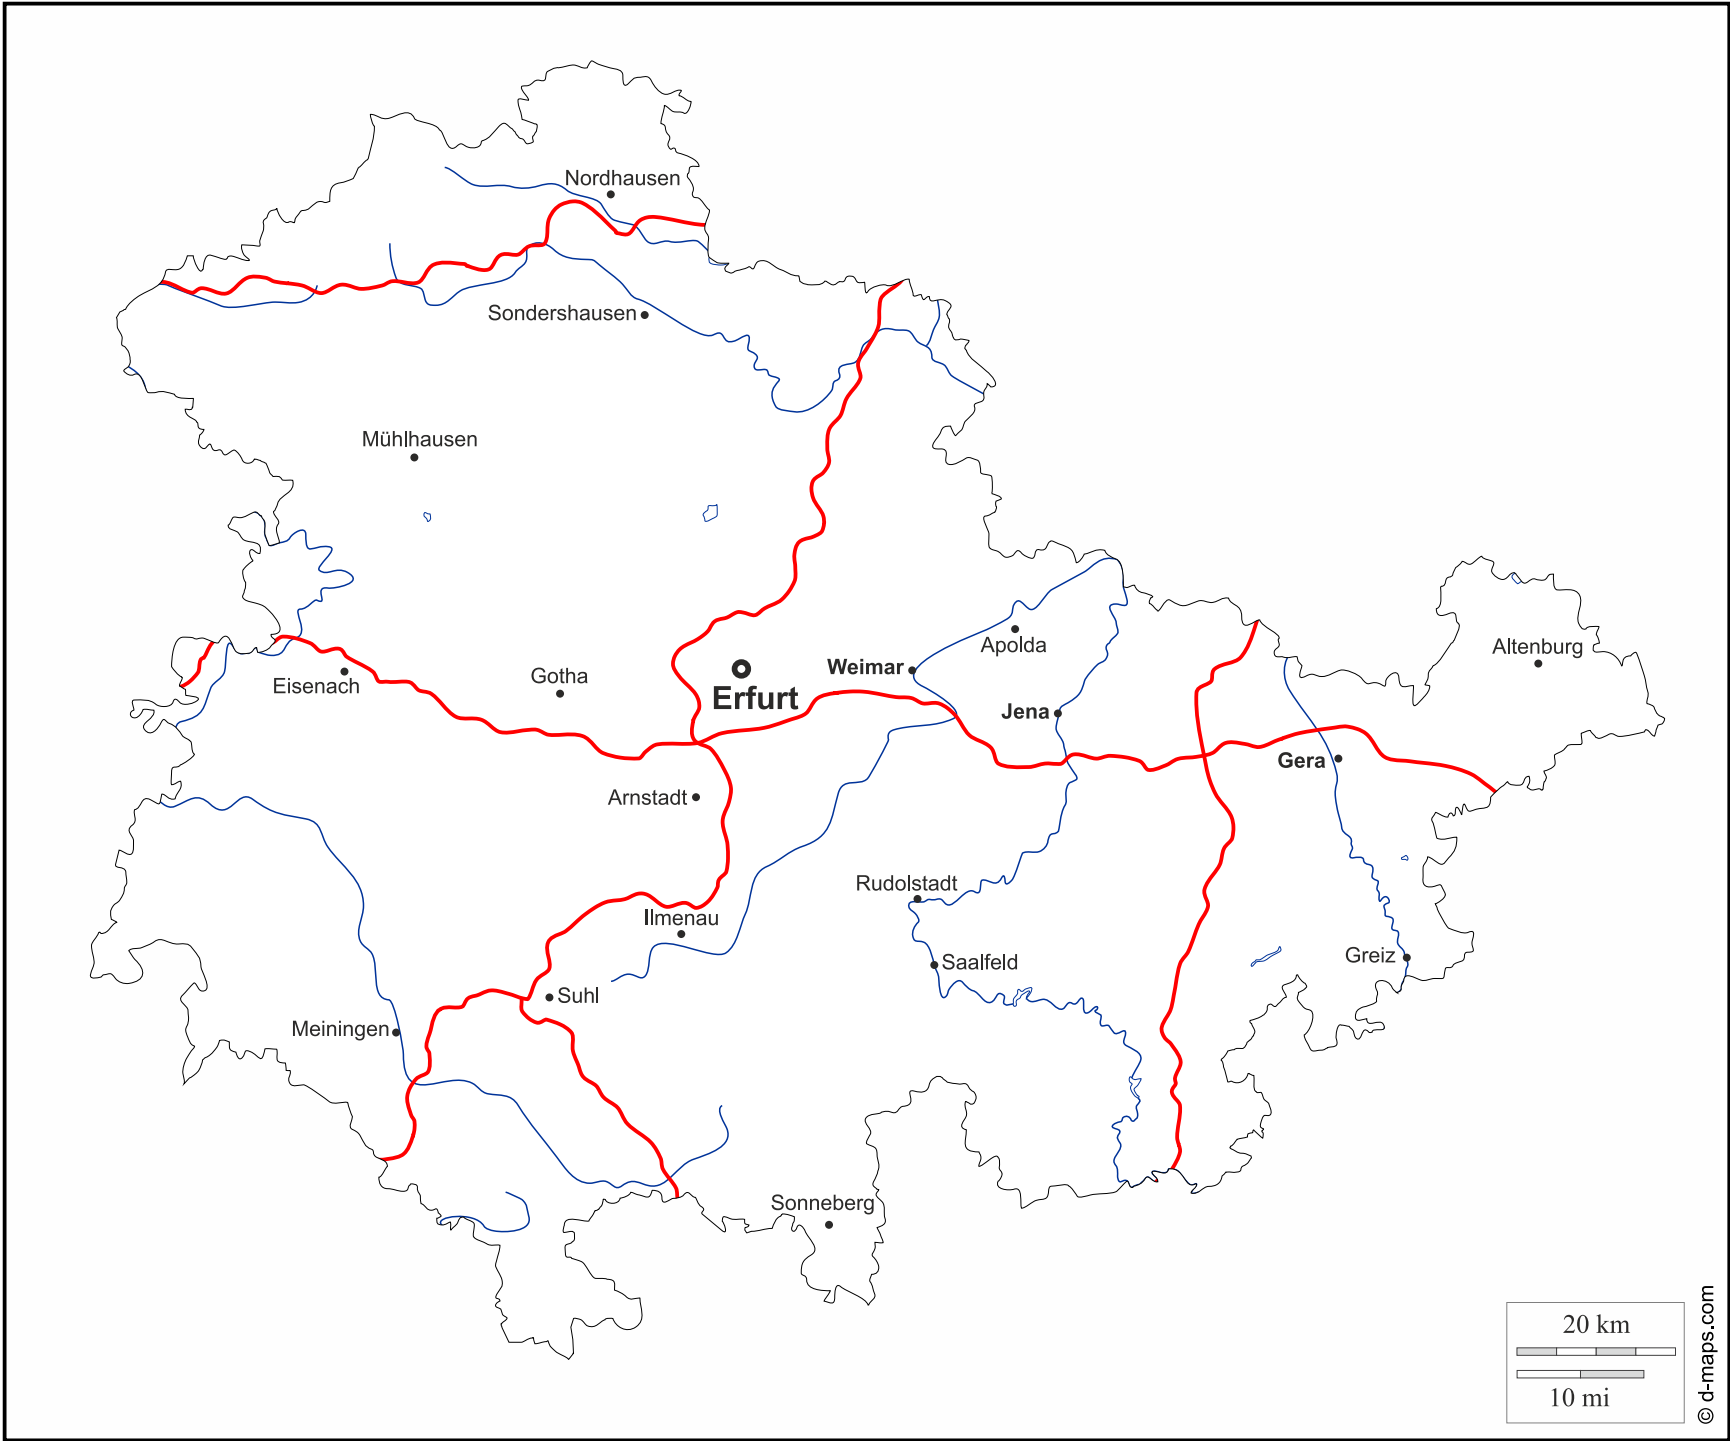 Nordhausen
Sondershausen
Mühlhausen
Apolda
Altenburg
Weimar
Eisenach
Gotha
Erfurt
Jena
Gera
Arnstadt
Rudolstadt
Ilmenau
Greiz
Saalfeld
Suhl
Meiningen
Sonneberg
20 km
10 mi
© d-maps.com